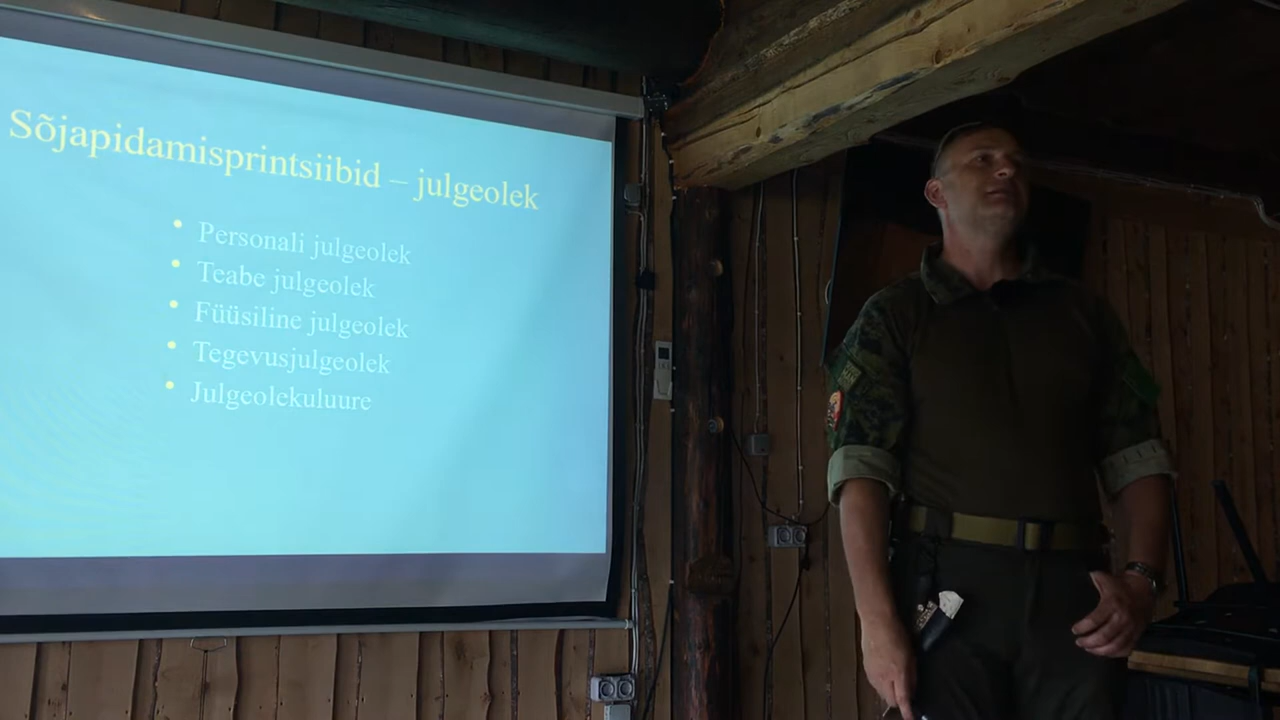 Sõjapidamisprintsiibid – julgeolek
• Personali julgeolek
• Teabe julgeolek
• Füüsiline julgeolek
• Tegevusjulgeolek
• Julgeolekuluure